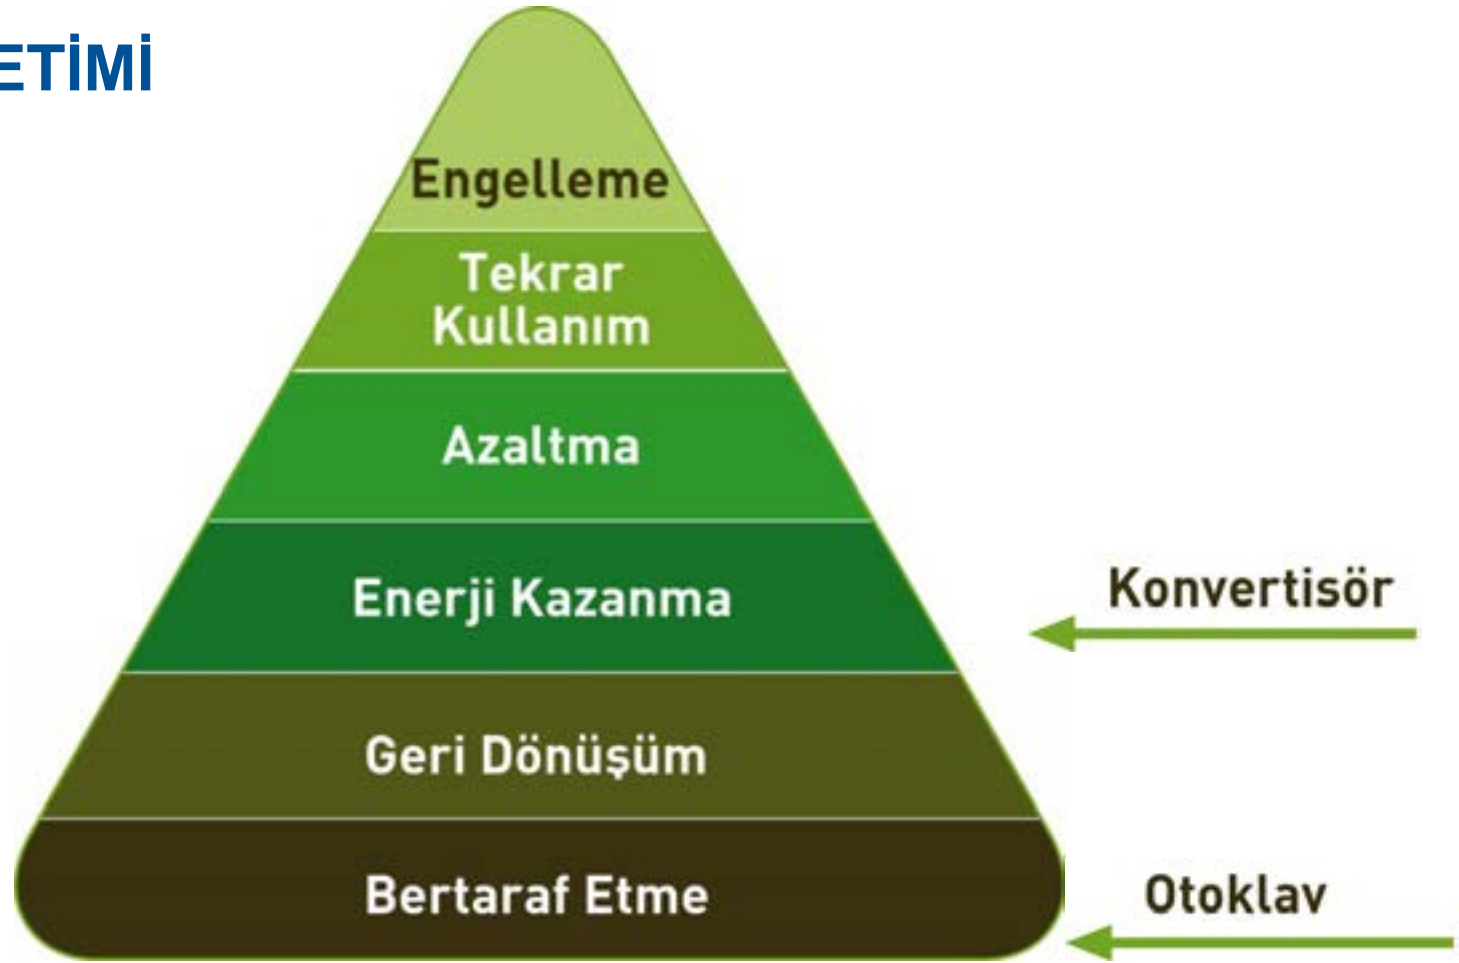 ETİMİ
Engelleme
Tekrar
Kullanım
Azaltma
Enerji Kazanma
Konvertisör
Geri Dönüşüm
Bertaraf Etme
Otoklav